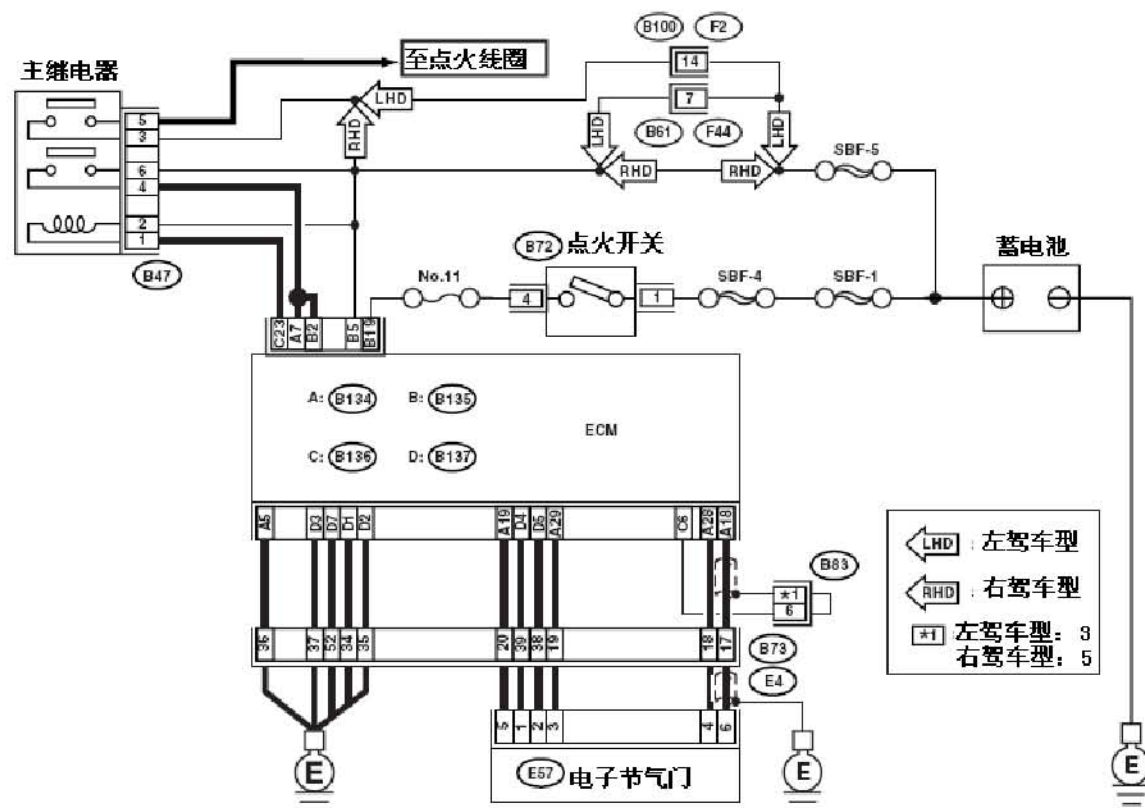 B100 F2
至点火线圈
主继电器
14
LHD
7
5
3
RHD
LHD
B61 F44
LHD
SBF-5
6
4
RHD
RHD
2
1
B72 点火开关
蓄电池
B47
No.11
4
1
SBF-4
SBF-1
C23 A7 B2 B5 B19
A: B134 B: B135
ECM
C: B136 D: B137
A5 D3 D7 D1 D2 A19 D4 D5 A29 C6 A28 A18
LHD : 左驾车型
B83
*1
6
RHD : 右驾车型
*1 左驾车型: 3
右驾车型: 5
36 37 52 34 35 20 39 38 19 18 17
B73
E4
5 1 2 3 4 6
E
E57 电子节气门
E
E